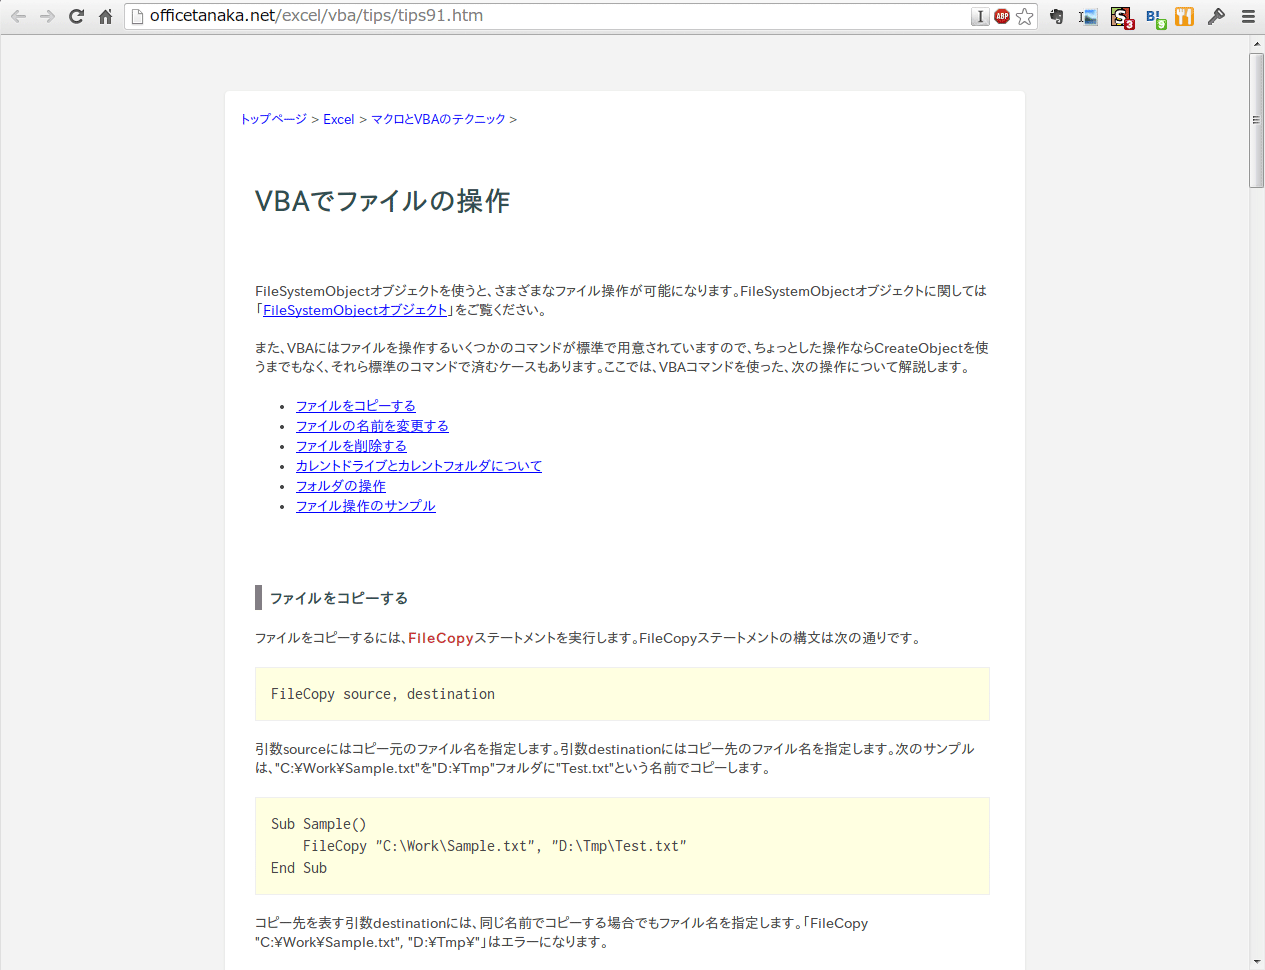 officetanaka.net/excel/vba/tips/tips91.htm
トップページ > Excel > マクロとVBAのテクニック >
VBAでファイルの操作
FileSystemObjectオブジェクトを使うと、さまざまなファイル操作が可能になります。FileSystemObjectオブジェクトに関しては
「FileSystemObjectオブジェクト」をご覧ください。
また、VBAにはファイルを操作するいくつかのコマンドが標準で用意されていますので、ちょっとした操作ならCreateObjectを使
うまでもなく、それら標準のコマンドで済むケースもあります。ここでは、VBAコマンドを使った、次の操作について解説します。
• ファイルをコピーする
• ファイルの名前を変更する
• ファイルを削除する
• カレントドライブとカレントフォルダについて
• フォルダの操作
• ファイル操作のサンプル
ファイルをコピーする
ファイルをコピーするには、FileCopyステートメントを実行します。FileCopyステートメントの構文は次の通りです。
FileCopy source, destination
引数sourceにはコピー元のファイル名を指定します。引数destinationにはコピー先のファイル名を指定します。次のサンプル
は、"C:¥Work¥Sample.txt"を"D:¥Tmp"フォルダに"Test.txt"という名前でコピーします。
Sub Sample()
    FileCopy "C:\Work\Sample.txt", "D:\Tmp\Test.txt"
End Sub
コピー先を表す引数destinationには、同じ名前でコピーする場合でもファイル名を指定します。「FileCopy
"C:¥Work¥Sample.txt", "D:¥Tmp¥"」はエラーになります。